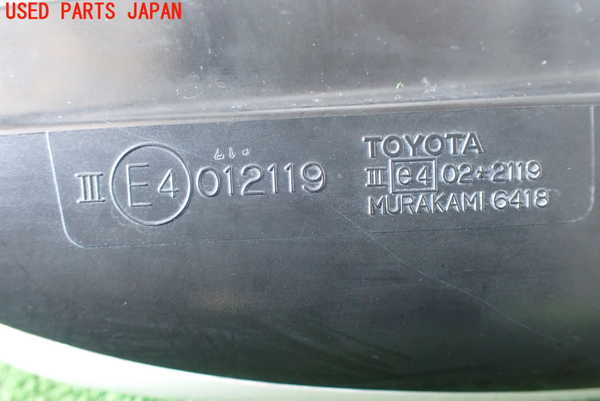 USED PARTS JAPAN
III E4 012119
TOYOTA
III e4 02*2119
MURAKAMI 6418